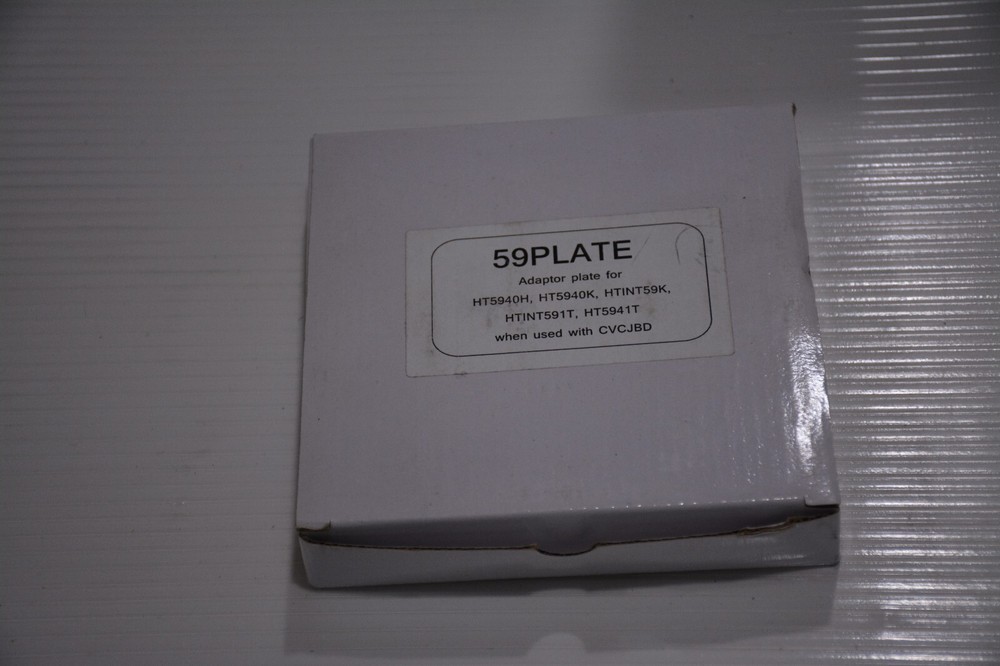 59PLATE
Adaptor plate for
HT5940H, HT5940K, HTINT59K,
HTINT591T, HT5941T
when used with CVCJBD